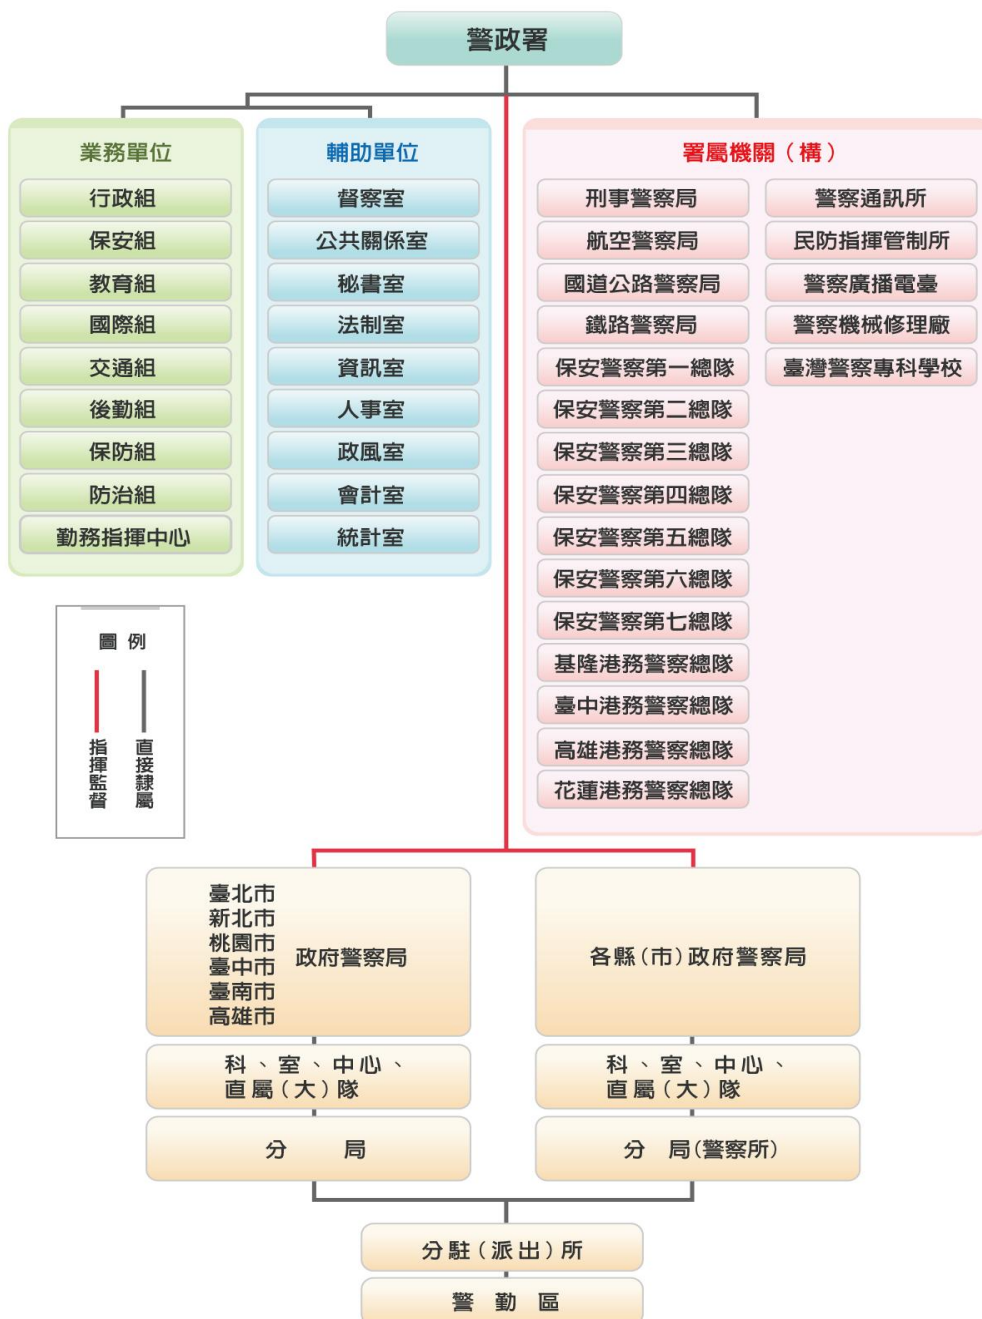 警政署
業務單位
行政組
保安組
教育組
國際組
交通組
後勤組
保防組
防治組
勤務指揮中心
輔助單位
督察室
公共關係室
秘書室
法制室
資訊室
人事室
政風室
會計室
統計室
署屬機關（構）
刑事警察局
航空警察局
國道公路警察局
鐵路警察局
保安警察第一總隊
保安警察第二總隊
保安警察第三總隊
保安警察第四總隊
保安警察第五總隊
保安警察第六總隊
保安警察第七總隊
基隆港務警察總隊
臺中港務警察總隊
高雄港務警察總隊
花蓮港務警察總隊
警察通訊所
民防指揮管制所
警察廣播電臺
警察機械修理廠
臺灣警察專科學校
圖例
指揮監督
直接隸屬
臺北市
新北市
桃園市
臺中市
臺南市
高雄市
政府警察局
科、室、中心、
直屬（大）隊
分局
各縣（市）政府警察局
科、室、中心、
直屬（大）隊
分局（警察所）
分駐（派出）所
警勤區